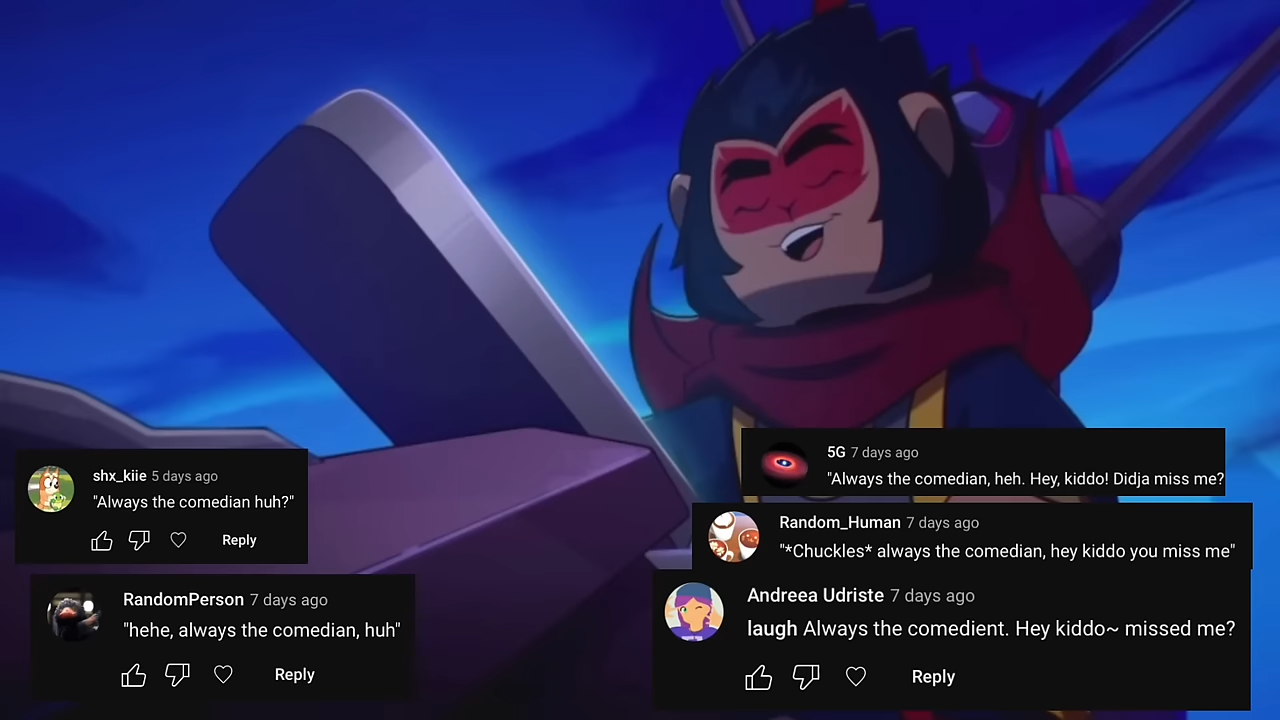 shx_kiie 5 days ago
"Always the comedian huh?"
Reply
RandomPerson 7 days ago
"hehe, always the comedian, huh"
Reply
5G 7 days ago
"Always the comedian, heh. Hey, kiddo! Didja miss me?
Random_Human 7 days ago
"*Chuckles* always the comedian, hey kiddo you miss me"
Andreea Udriste 7 days ago
laugh Always the comedient. Hey kiddo~ missed me?
Reply